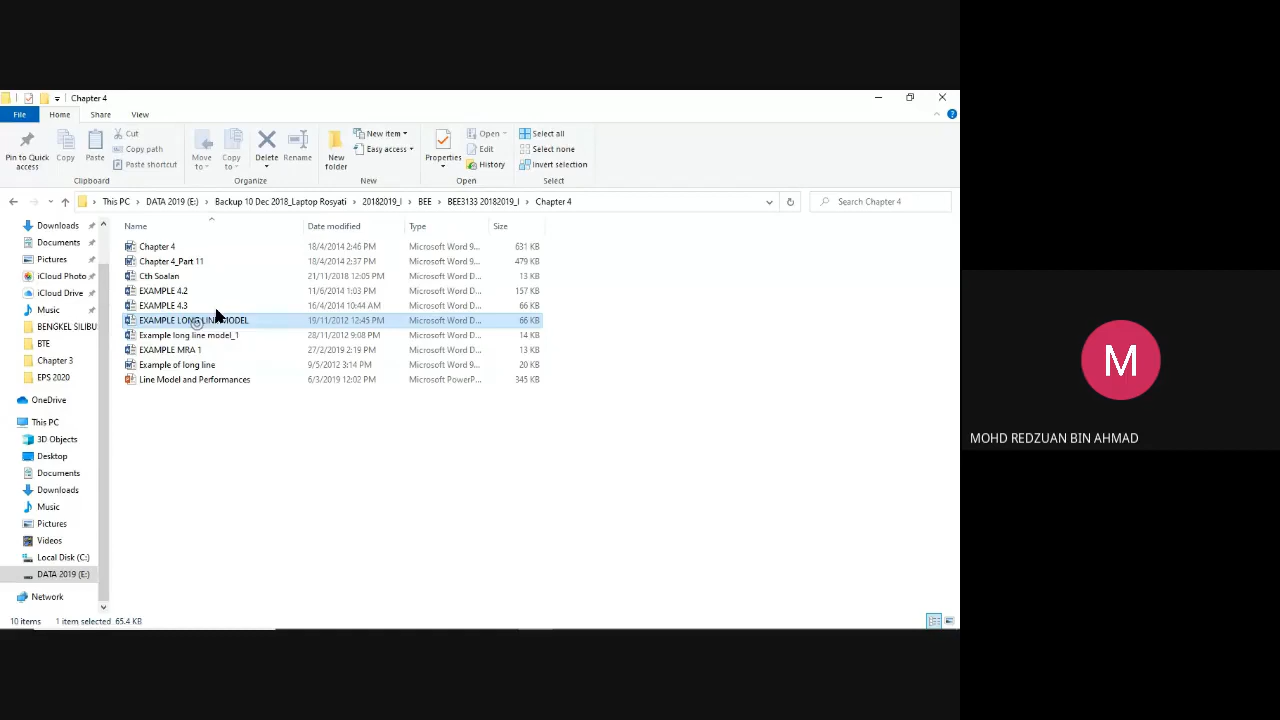 Chapter 4
File Home Share View
Pin to Quick access
Copy
Paste
Cut
Copy path
Paste shortcut
Clipboard
Move to
Copy to
Delete
Rename
Organize
New folder
New item
Easy access
New
Properties
Open
Edit
History
Open
Select all
Select none
Invert selection
Select
This PC
DATA 2019 (E:)
Backup 10 Dec 2018_Laptop Rosyati
20182019_I
BEE
BEE3133 20182019_I
Chapter 4
Search Chapter 4
Name Date modified Type Size
Chapter 4 18/4/2014 2:46 PM Microsoft Word 9... 631 KB
Chapter 4_Part 11 18/4/2014 2:37 PM Microsoft Word 9... 479 KB
Cth Soalan 21/11/2018 12:05 PM Microsoft Word D... 13 KB
EXAMPLE 4.2 11/6/2014 1:03 PM Microsoft Word D... 157 KB
EXAMPLE 4.3 16/4/2014 10:44 AM Microsoft Word D... 66 KB
EXAMPLE LONG LINE MODEL 19/11/2012 12:45 PM Microsoft Word D... 66 KB
Example long line model_1 28/11/2012 9:08 PM Microsoft Word D... 14 KB
EXAMPLE MRA 1 27/2/2019 2:19 PM Microsoft Word D... 13 KB
Example of long line 9/5/2012 3:14 PM Microsoft Word 9... 20 KB
Line Model and Performances 6/3/2019 12:02 PM Microsoft PowerP... 345 KB
Downloads
Documents
Pictures
iCloud Photo
iCloud Drive
Music
BENGKEL SILIBU
BTE
Chapter 3
EPS 2020
OneDrive
This PC
3D Objects
Desktop
Documents
Downloads
Music
Pictures
Videos
Local Disk (C:)
DATA 2019 (E:)
Network
10 items 1 item selected 65.4 KB
M
MOHD REDZUAN BIN AHMAD